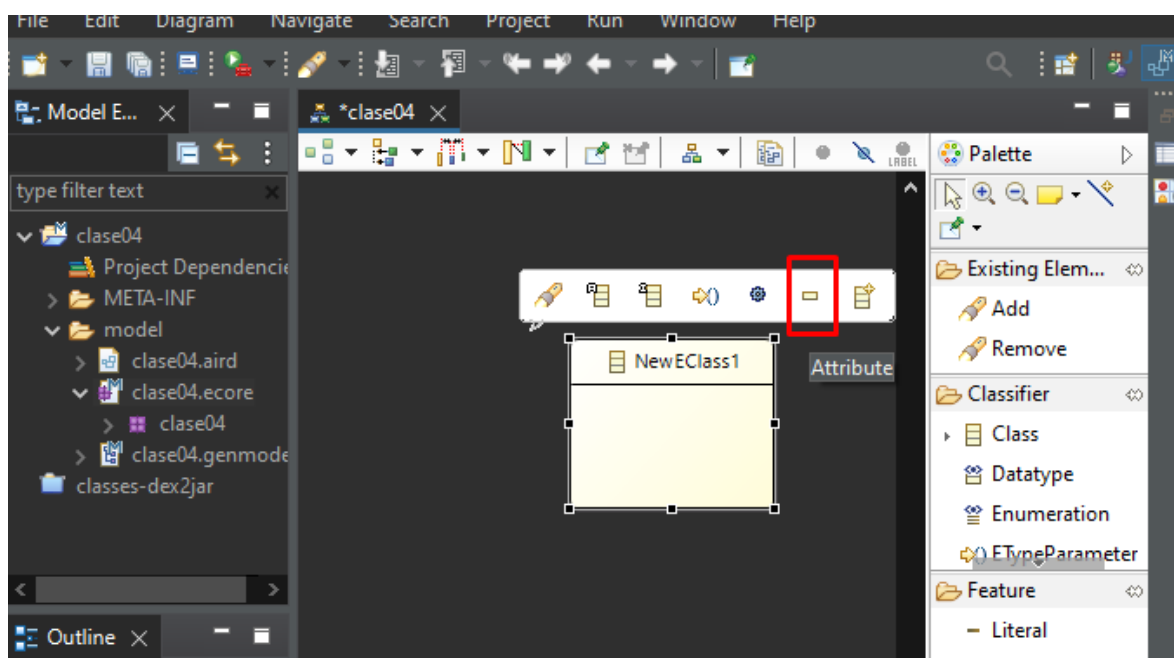 File Edit Diagram Navigate Search Project Run Window Help
Model E...
*clase04
LABEL
Palette
type filter text
clase04
Project Dependencie
META-INF
model
clase04.aird
clase04.ecore
clase04
clase04.genmode
classes-dex2jar
NewEClass1
Attribute
Existing Elem...
Add
Remove
Classifier
Class
Datatype
Enumeration
ETypeParameter
Feature
Literal
Outline